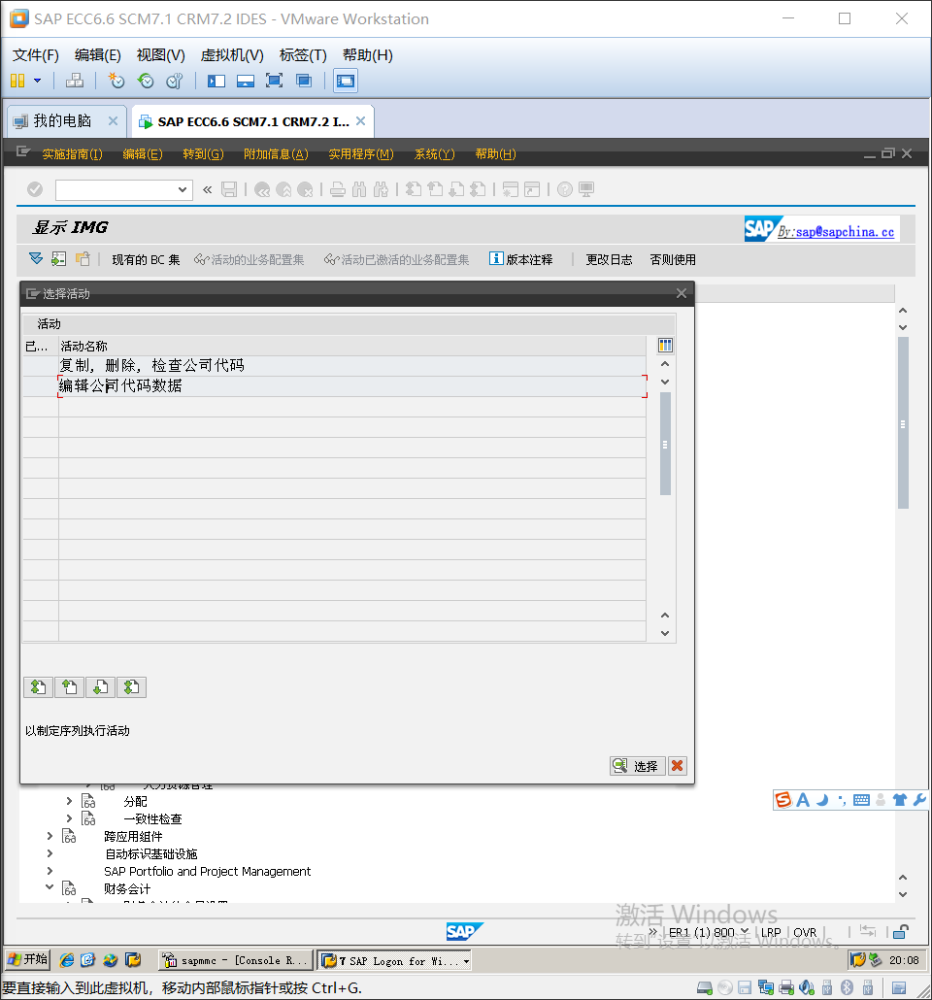 SAP ECC6.6 SCM7.1 CRM7.2 IDES - VMware Workstation
文件(F) 编辑(E) 视图(V) 虚拟机(V) 标签(T) 帮助(H)
我的电脑 SAP ECC6.6 SCM7.1 CRM7.2 I...
实施指南(I) 编辑(E) 转到(G) 附加信息(A) 实用程序(M) 系统(Y) 帮助(H)
显示 IMG
SAP By:sap@sapchina.cc
现有的 BC 集 活动的业务配置集 活动已激活的业务配置集 版本注释 更改日志 否则使用
选择活动
活动
已... 活动名称
复制, 删除, 检查公司代码
编辑公司代码数据
以制定序列执行活动
选择
人力资源管理
分配
一致性检查
跨应用组件
自动标识基础设施
SAP Portfolio and Project Management
财务会计
激活 Windows
转到"设置"以激活 Windows。
SAP ER1 (1) 800 LRP OVR
开始 sapmmc - [Console R... 7 SAP Logon for Wi... 20:08
要直接输入到此虚拟机，移动内部鼠标指针或按 Ctrl+G.